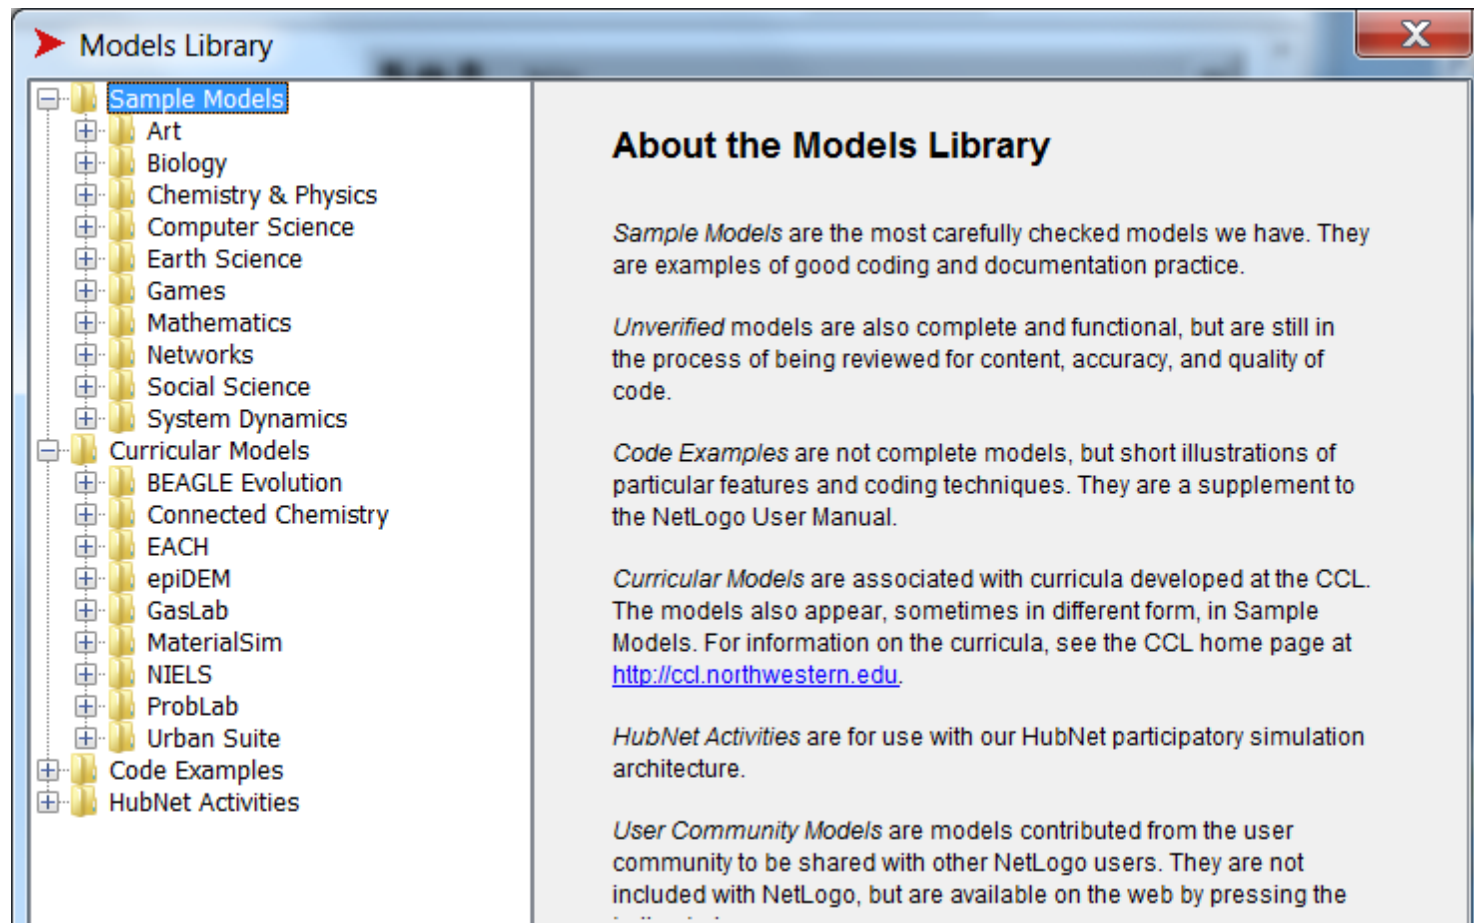 Models Library
X
Sample Models
Art
Biology
Chemistry & Physics
Computer Science
Earth Science
Games
Mathematics
Networks
Social Science
System Dynamics
Curricular Models
BEAGLE Evolution
Connected Chemistry
EACH
epiDEM
GasLab
MaterialSim
NIELS
ProbLab
Urban Suite
Code Examples
HubNet Activities
About the Models Library
Sample Models are the most carefully checked models we have. They
are examples of good coding and documentation practice.
Unverified models are also complete and functional, but are still in
the process of being reviewed for content, accuracy, and quality of
code.
Code Examples are not complete models, but short illustrations of
particular features and coding techniques. They are a supplement to
the NetLogo User Manual.
Curricular Models are associated with curricula developed at the CCL.
The models also appear, sometimes in different form, in Sample
Models. For information on the curricula, see the CCL home page at
http://ccl.northwestern.edu.
HubNet Activities are for use with our HubNet participatory simulation
architecture.
User Community Models are models contributed from the user
community to be shared with other NetLogo users. They are not
included with NetLogo, but are available on the web by pressing the